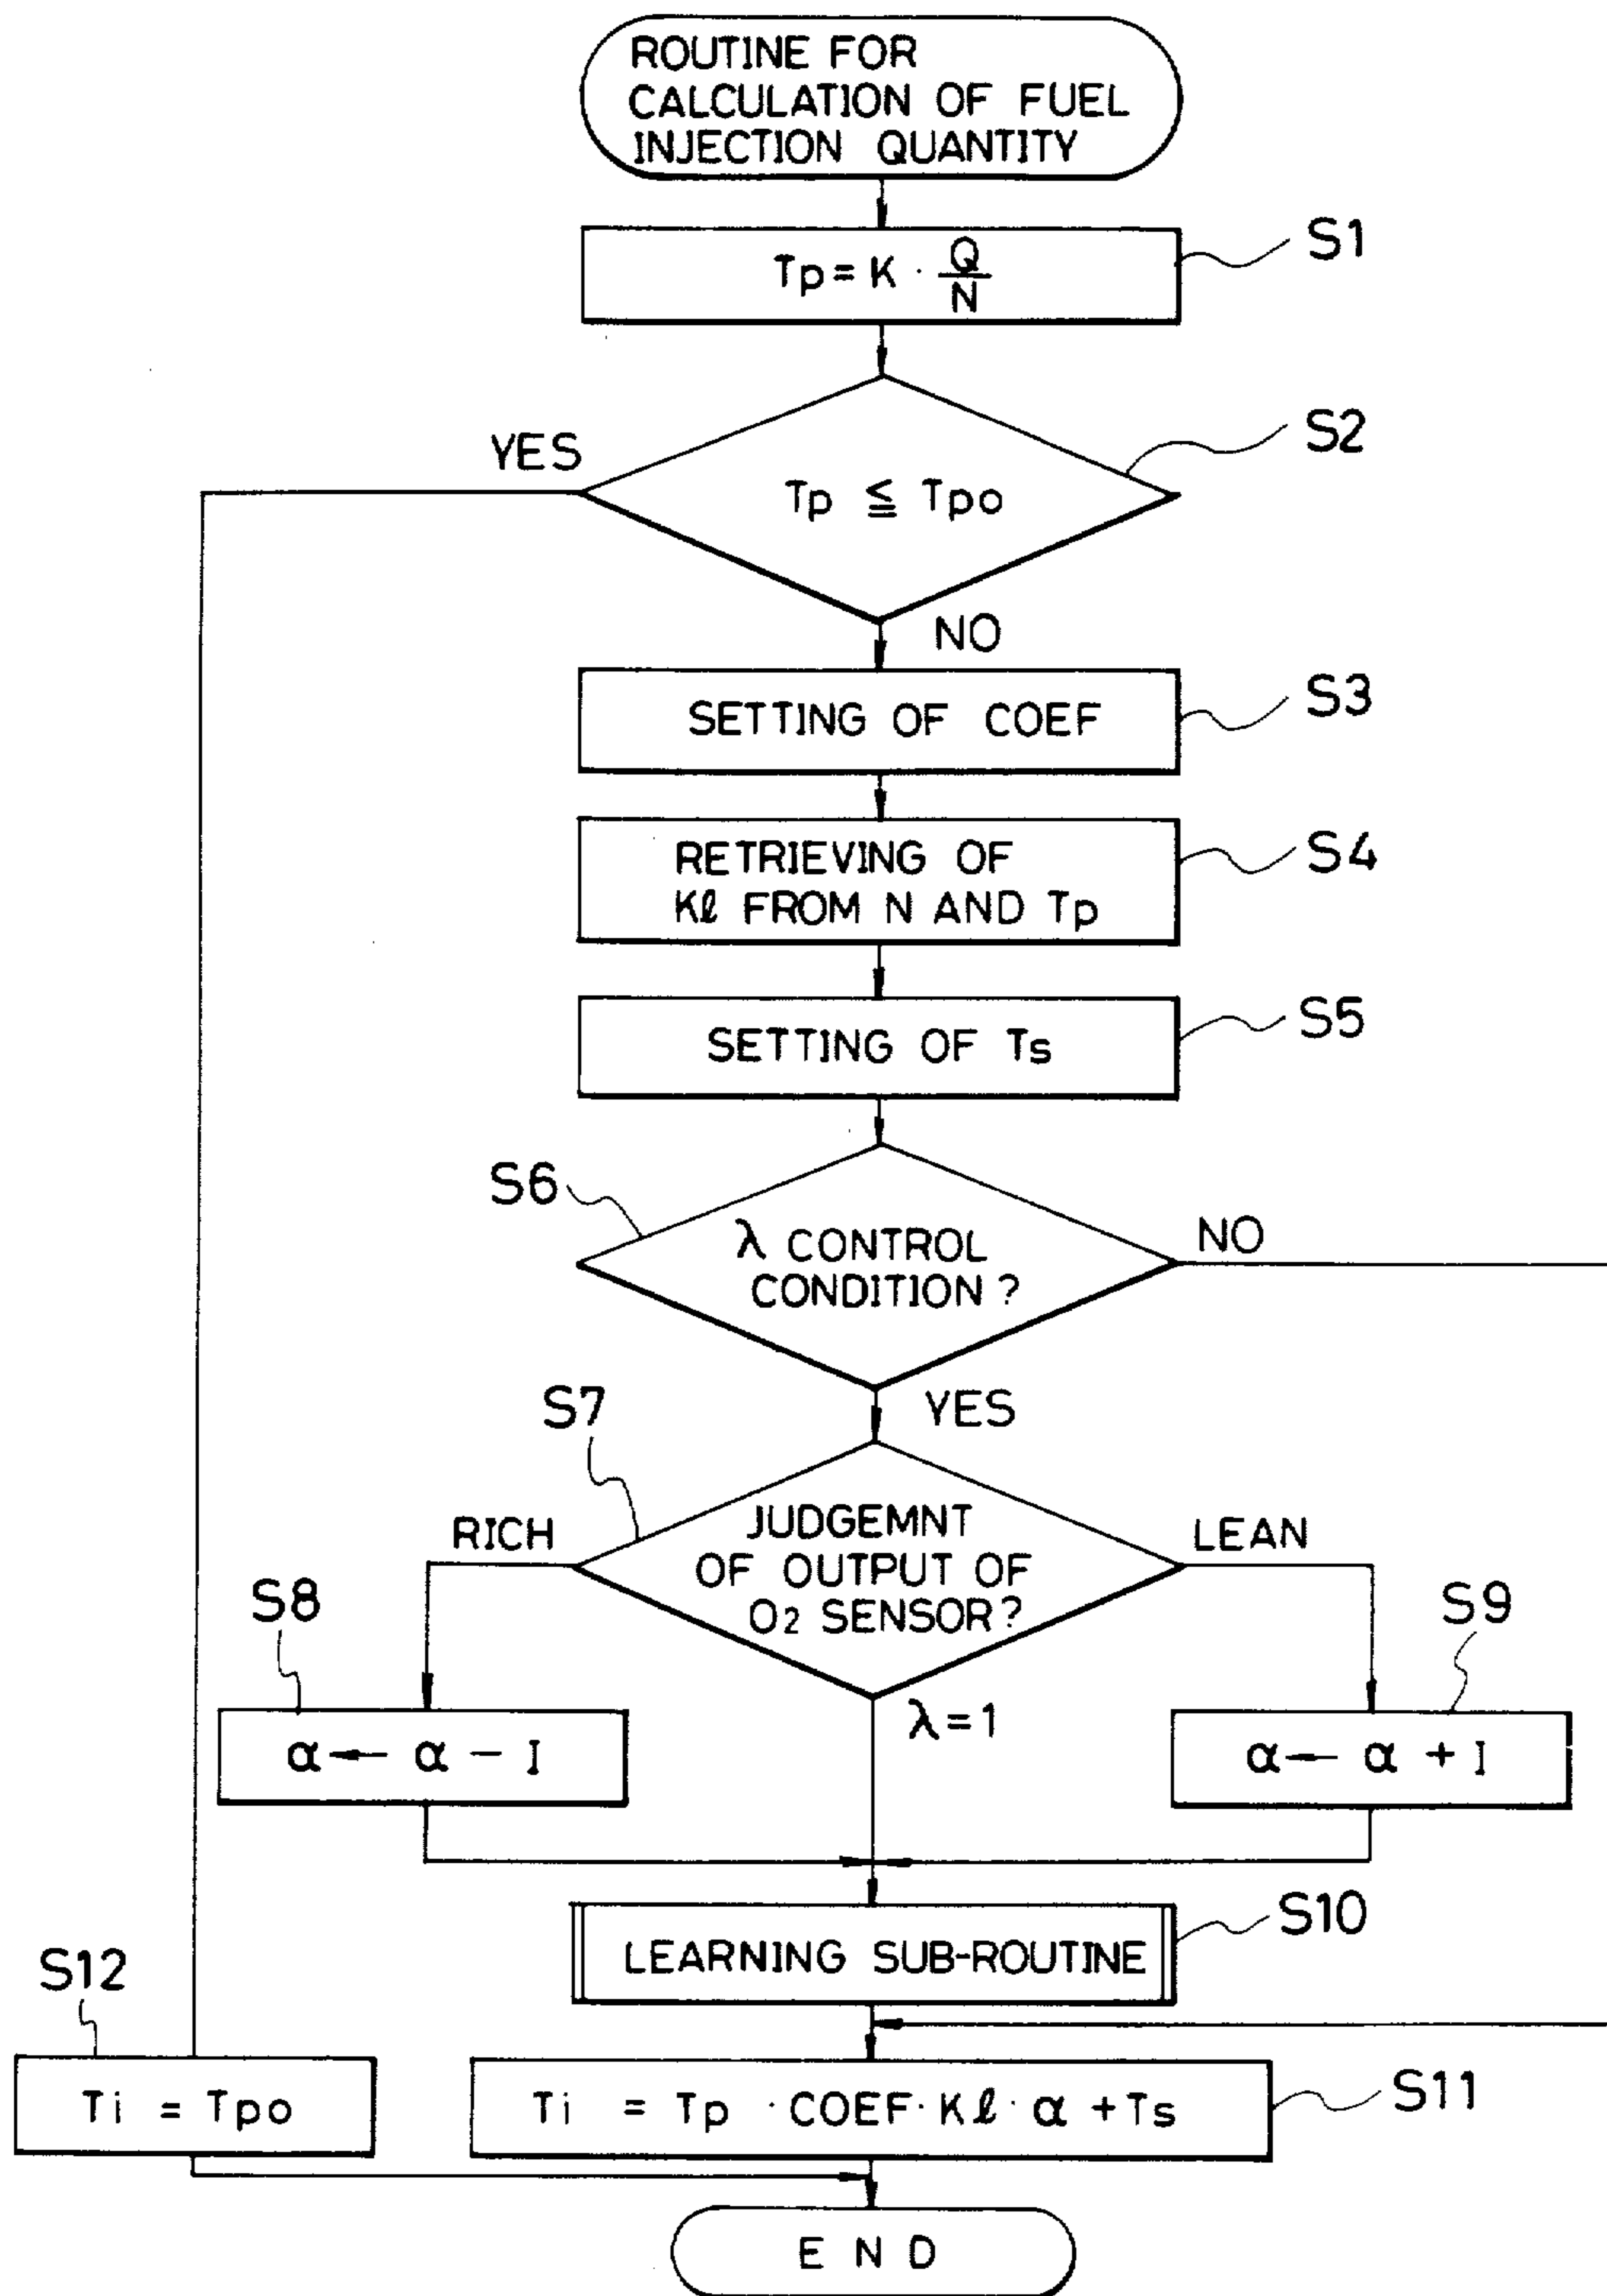 ROUTINE FOR
CALCULATION OF FUEL
INJECTION QUANTITY
Tp = K · Q/N
S1
Tp ≦ Tpo
S2
YES
NO
SETTING OF COEF
S3
RETRIEVING OF
Kℓ FROM N AND Tp
S4
SETTING OF Ts
S5
S6
λ CONTROL
CONDITION ?
NO
YES
S7
RICH
JUDGEMNT
OF OUTPUT OF
O2 SENSOR?
LEAN
S8
S9
λ=1
α ← α − I
α ← α + I
LEARNING SUB-ROUTINE
S10
S12
Ti = Tpo
Ti = Tp · COEF · Kℓ · α + Ts
S11
END